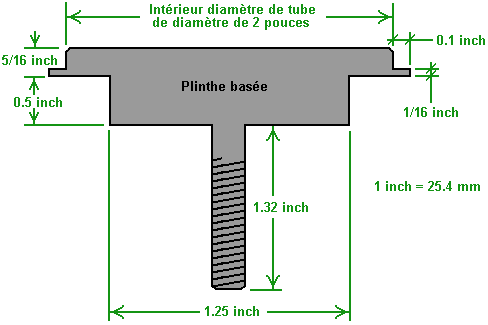 Intérieur diamètre de tube
de diamètre de 2 pouces
0.1 inch
5/16 inch
Plinthe basée
0.5 inch
1/16 inch
1 inch = 25.4 mm
1.32 inch
1.25 inch